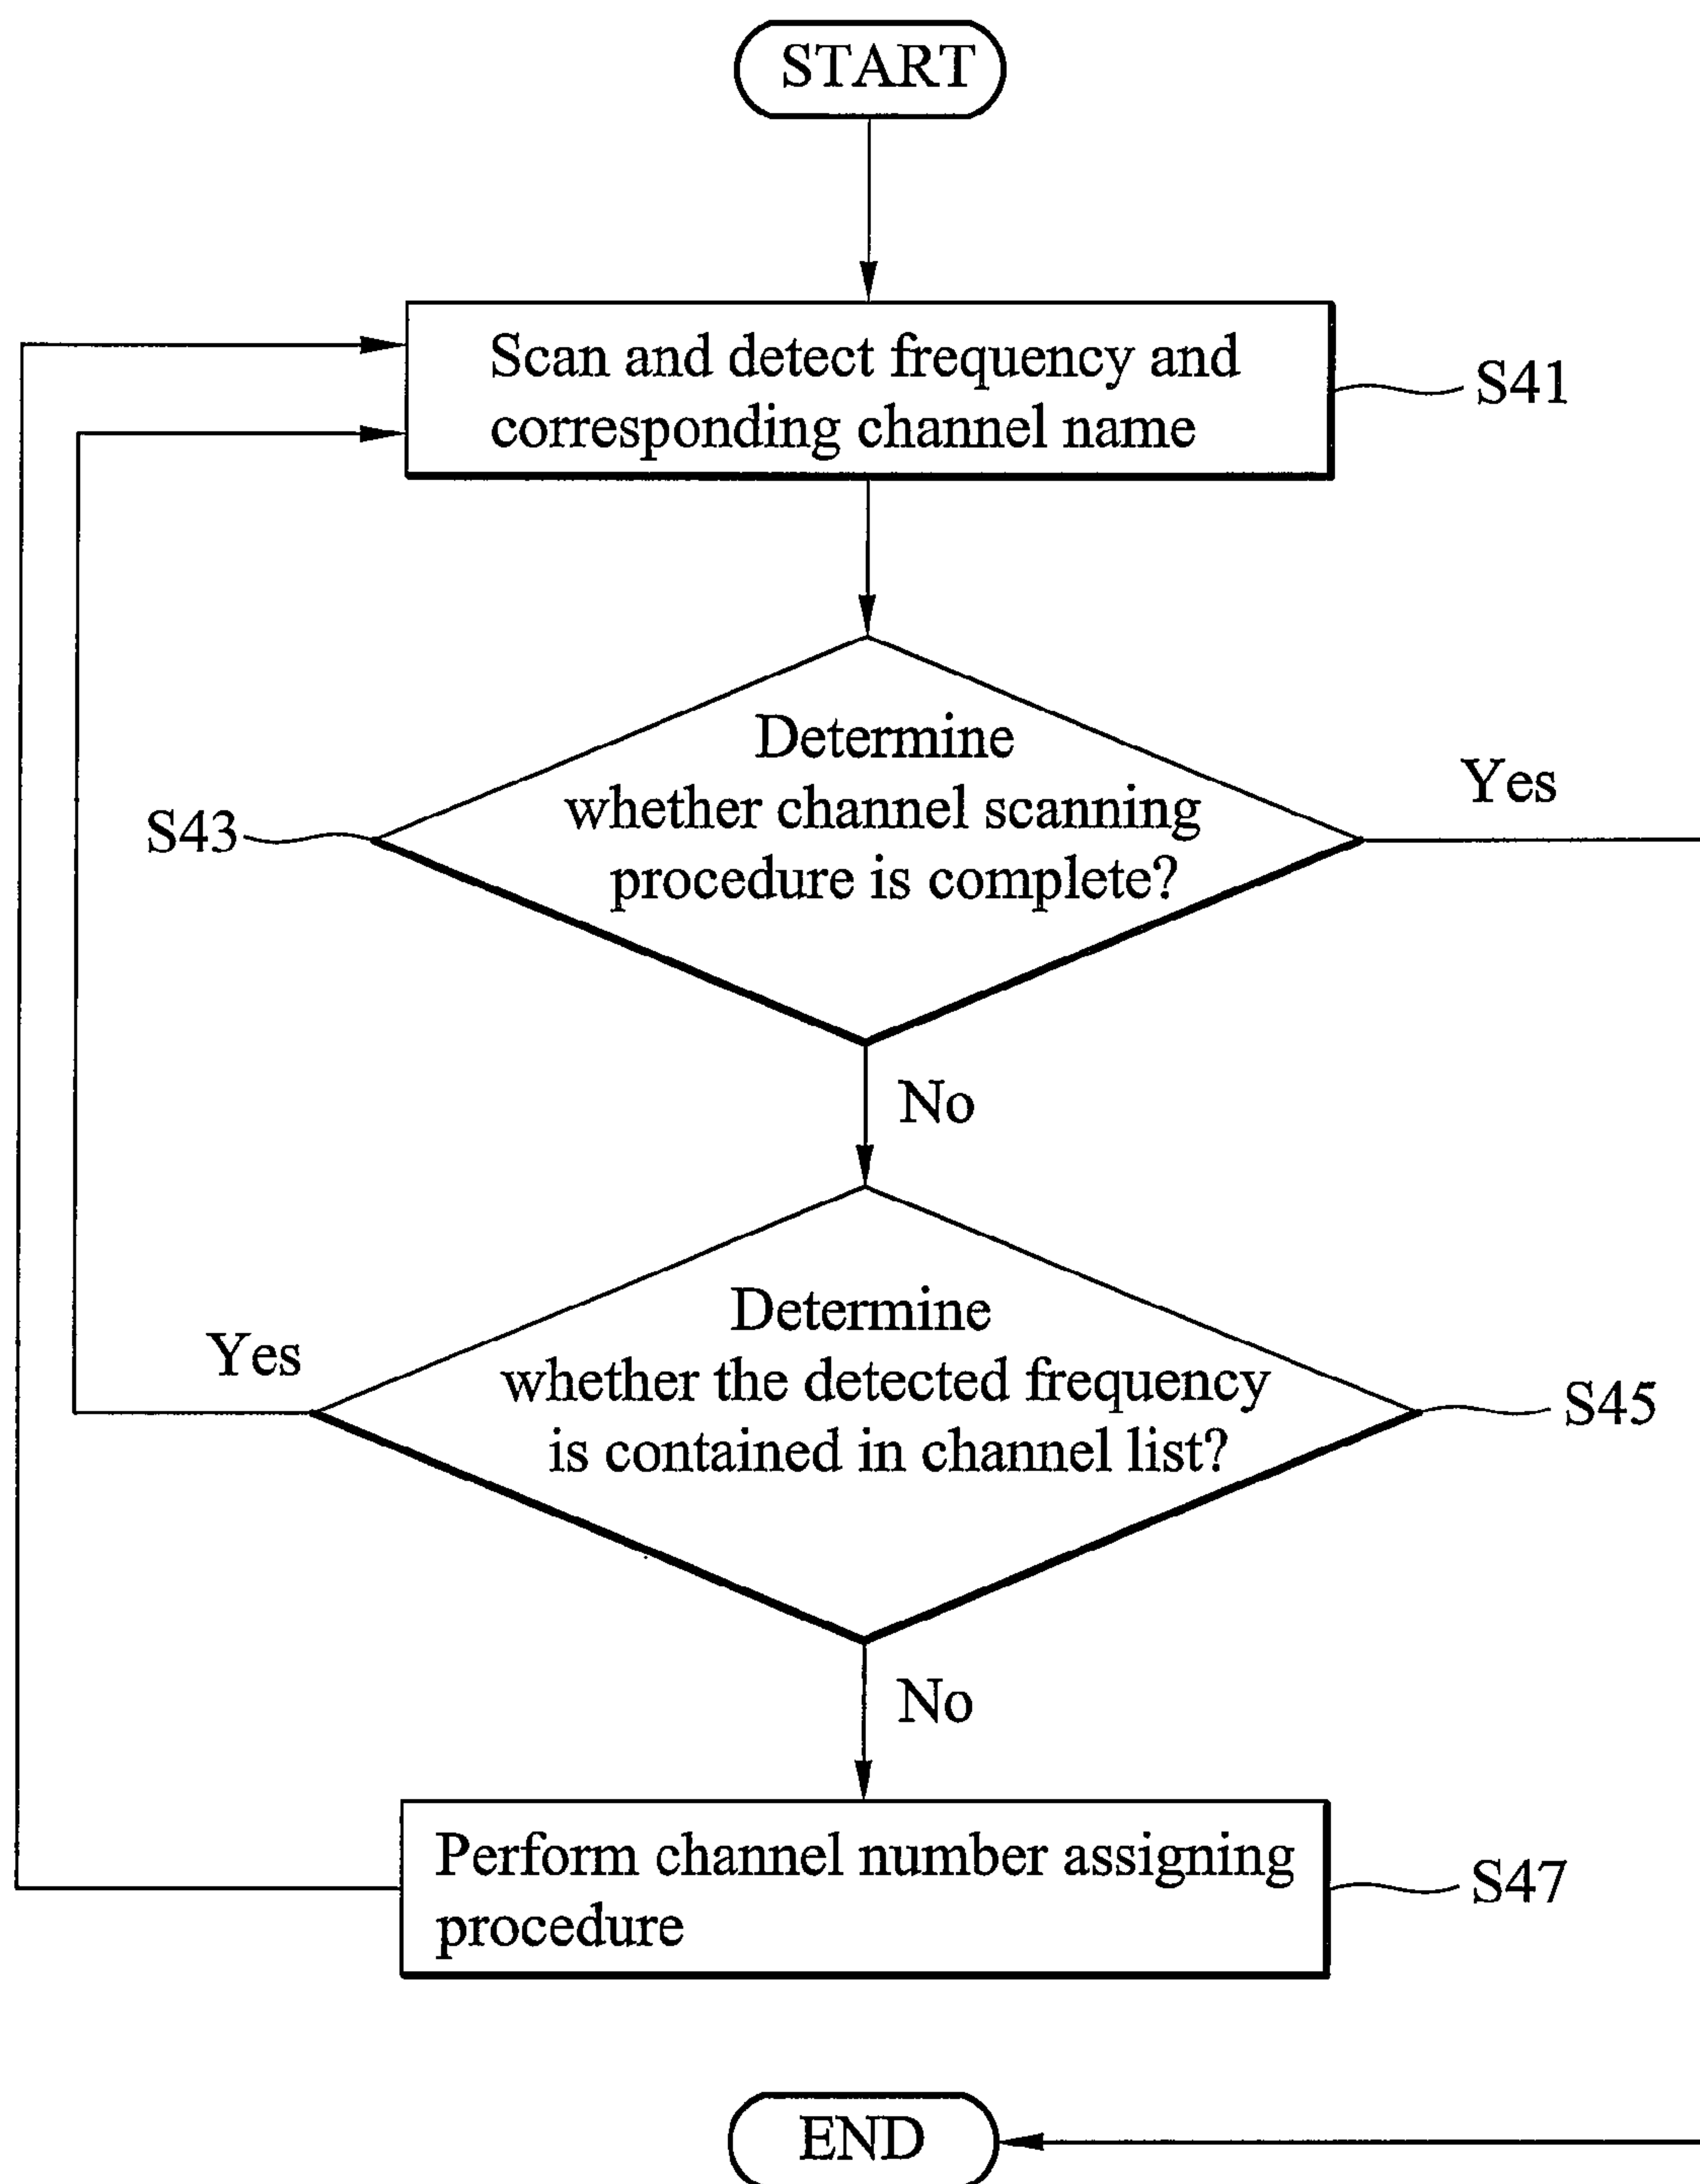 START
Scan and detect frequency and
corresponding channel name
S41
Determine
whether channel scanning
procedure is complete?
Yes
S43
No
Determine
whether the detected frequency
is contained in channel list?
Yes
S45
No
Perform channel number assigning
procedure
S47
END